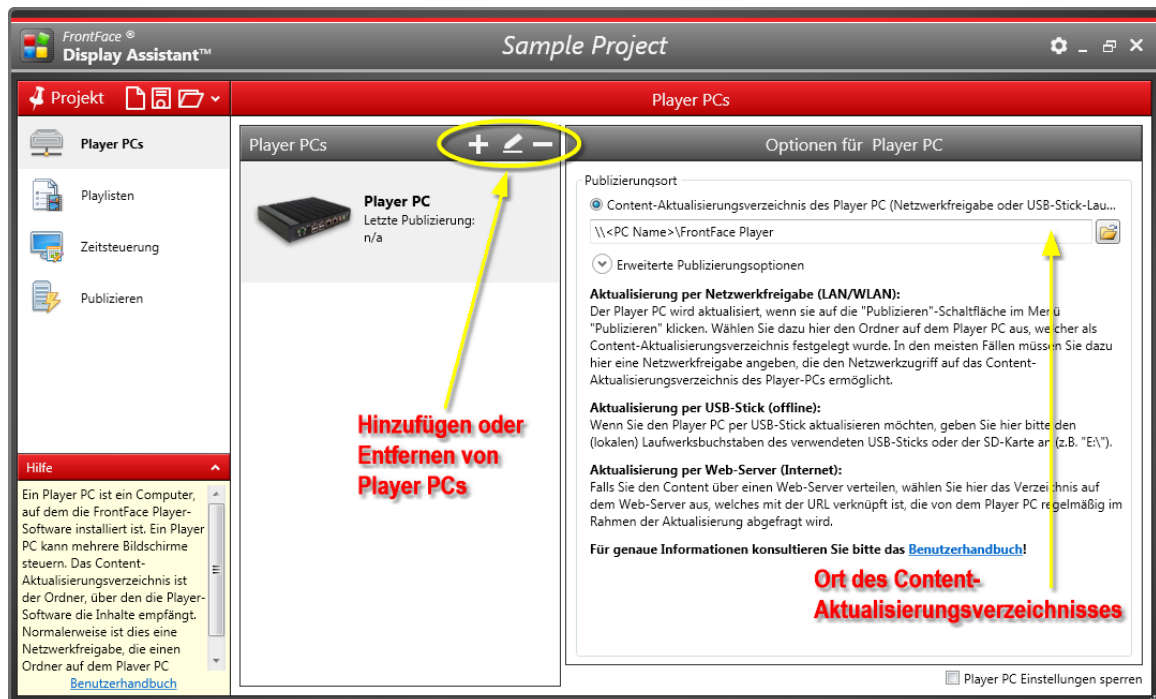 FrontFace ®
Display Assistant™
Sample Project
Projekt
Player PCs
Player PCs
Playlisten
Zeitsteuerung
Publizieren
Player PCs
Player PC
Letzte Publizierung:
n/a
Hinzufügen oder
Entfernen von
Player PCs
Optionen für Player PC
Publizierungsort
Content-Aktualisierungsverzeichnis des Player PC (Netzwerkfreigabe oder USB-Stick-Lau...
\\<PC Name>\FrontFace Player
Erweiterte Publizierungsoptionen
Aktualisierung per Netzwerkfreigabe (LAN/WLAN):
Der Player PC wird aktualisiert, wenn sie auf die "Publizieren"-Schaltfläche im Menü
"Publizieren" klicken. Wählen Sie dazu hier den Ordner auf dem Player PC aus, welcher als
Content-Aktualisierungsverzeichnis festgelegt wurde. In den meisten Fällen müssen Sie dazu
hier eine Netzwerkfreigabe angeben, die den Netzwerkzugriff auf das Content-
Aktualisierungsverzeichnis des Player-PCs ermöglicht.
Aktualisierung per USB-Stick (offline):
Wenn Sie den Player PC per USB-Stick aktualisieren möchten, geben Sie hier bitte den
(lokalen) Laufwerksbuchstaben des verwendeten USB-Sticks oder der SD-Karte an (z.B. "E:\").
Aktualisierung per Web-Server (Internet):
Falls Sie den Content über einen Web-Server verteilen, wählen Sie hier das Verzeichnis auf
dem Web-Server aus, welches mit der URL verknüpft ist, die von dem Player PC regelmäßig im
Rahmen der Aktualisierung abgefragt wird.
Für genaue Informationen konsultieren Sie bitte das Benutzerhandbuch!
Ort des Content-
Aktualisierungsverzeichnisses
Player PC Einstellungen sperren
Hilfe
Ein Player PC ist ein Computer,
auf dem die FrontFace Player-
Software installiert ist. Ein Player
PC kann mehrere Bildschirme
steuern. Das Content-
Aktualisierungsverzeichnis ist
der Ordner, über den die Player-
Software die Inhalte empfängt.
Normalerweise ist dies eine
Netzwerkfreigabe, die einen
Ordner auf dem Player PC
Benutzerhandbuch